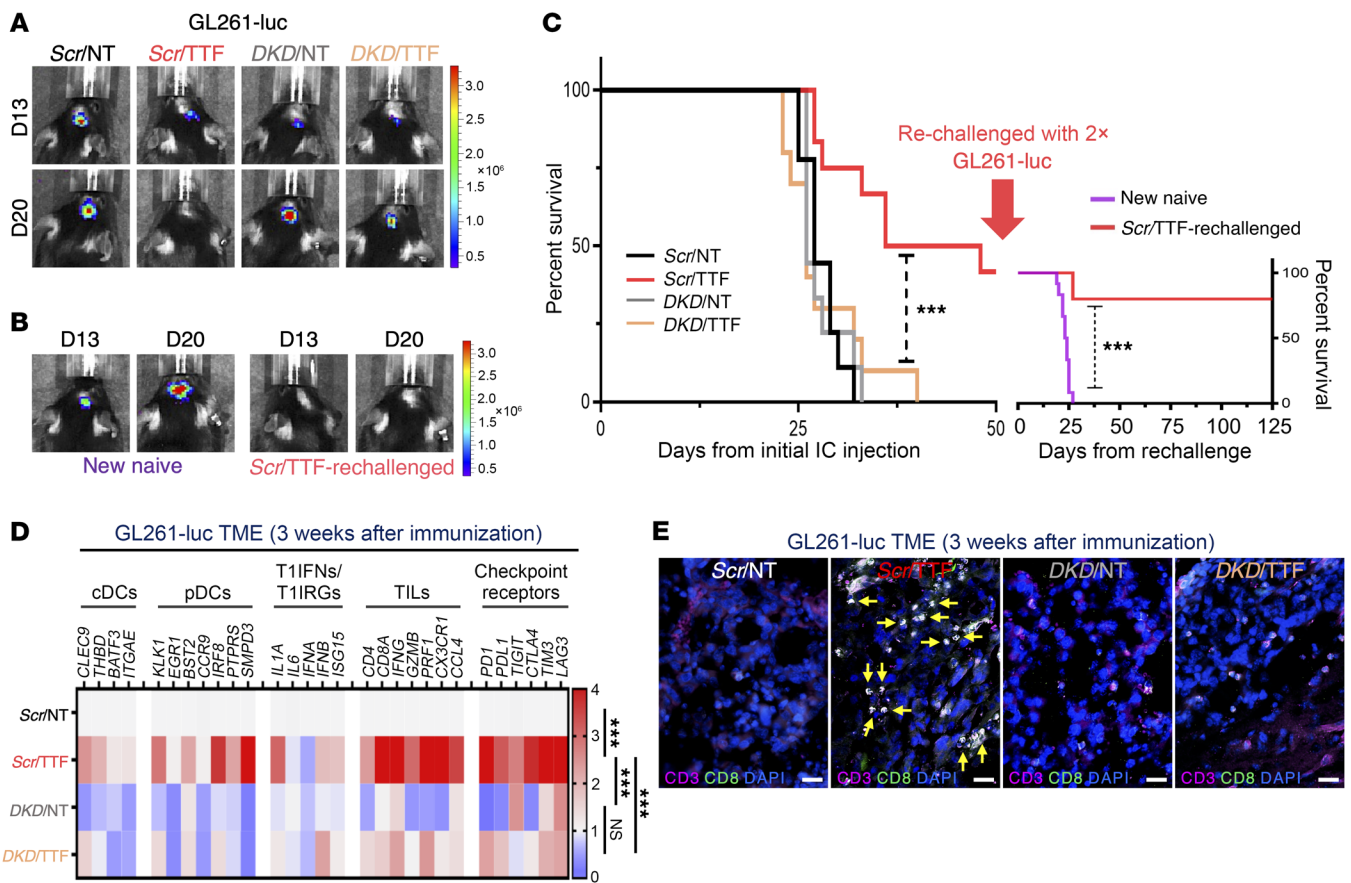 A
GL261-luc
Scr/NT Scr/TTF DKD/NT DKD/TTF
D13
D20
3.0
2.5
2.0
×10⁶
1.5
1.0
0.5
B
D13 D20 D13 D20
3.0
2.5
2.0
×10⁶
1.5
1.0
0.5
New naive Scr/TTF-rechallenged
C
Percent survival
100
50
0
Scr/NT
Scr/TTF
DKD/NT
DKD/TTF
***
0 25 50
Days from initial IC injection
Re-challenged with 2×
GL261-luc
New naive
Scr/TTF-rechallenged
***
100
50
0
Percent survival
0 25 50 75 100 125
Days from rechallenge
D
GL261-luc TME (3 weeks after immunization)
cDCs pDCs T1IFNs/ T1IRGs TILs Checkpoint receptors
CLEC9 THBD BATF3 ITGAE KLK1 EGR1 BST2 CCR9 IRF8 PTPRS SMPD3 IL1A IL6 IFNA IFNB ISG15 CD4 CD8A IFNG GZMB PRF1 CX3CR1 CCL4 PD1 PDL1 TIGIT CTLA4 TIM3 LAG3
Scr/NT
Scr/TTF
DKD/NT
DKD/TTF
4
3
2
1
0
***
***
NS
***
E
GL261-luc TME (3 weeks after immunization)
Scr/NT Scr/TTF DKD/NT DKD/TTF
CD3 CD8 DAPI CD3 CD8 DAPI CD3 CD8 DAPI CD3 CD8 DAPI